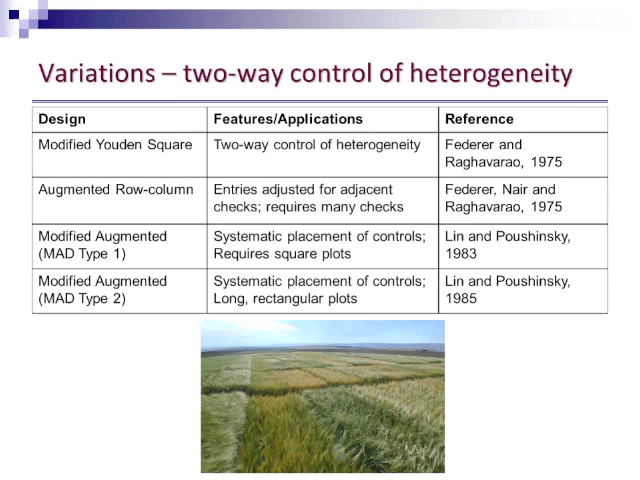 Variations – two-way control of heterogeneity
Design Features/Applications Reference
Modified Youden Square Two-way control of heterogeneity Federer and
Raghavarao, 1975
Augmented Row-column Entries adjusted for adjacent Federer, Nair and
checks; requires many checks Raghavarao, 1975
Modified Augmented Systematic placement of controls; Lin and Poushinsky,
(MAD Type 1) Requires square plots 1983
Modified Augmented Systematic placement of controls; Lin and Poushinsky,
(MAD Type 2) Long, rectangular plots 1985